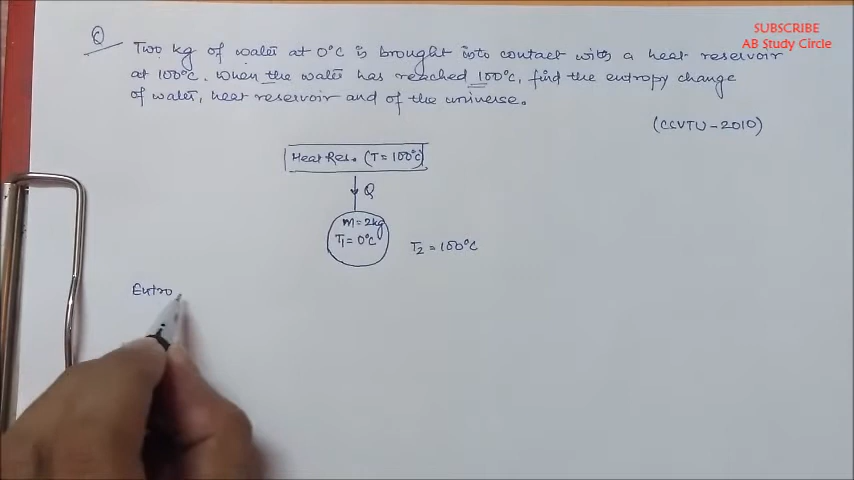 SUBSCRIBE
AB Study Circle
Q
Two kg of water at 0°C is brought into contact with a heat reservoir
at 100°C. When the water has reached 100°C, find the entropy change
of water, heat reservoir and of the universe.
(CSVTU-2010)
Heat Res. (T=100°C)
Q
m=2kg
T1=0°C
T2=100°C
Entro